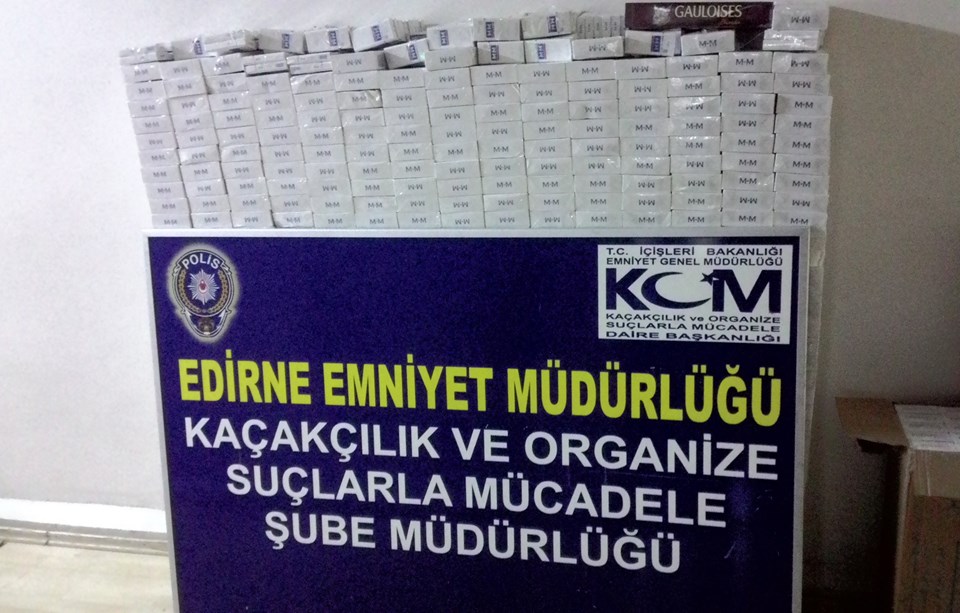 GAULOISES
POLIS
T.C. İÇİŞLERİ BAKANLIĞI
EMNİYET GENEL MÜDÜRLÜĞÜ
KOM
KAÇAKÇILIK ve ORGANİZE
SUÇLARLA MÜCADELE
DAİRE BAŞKANLIĞI
EDİRNE EMNİYET MÜDÜRLÜĞÜ
KAÇAKÇILIK VE ORGANİZE
SUÇLARLA MÜCADELE
ŞUBE MÜDÜRLÜĞÜ